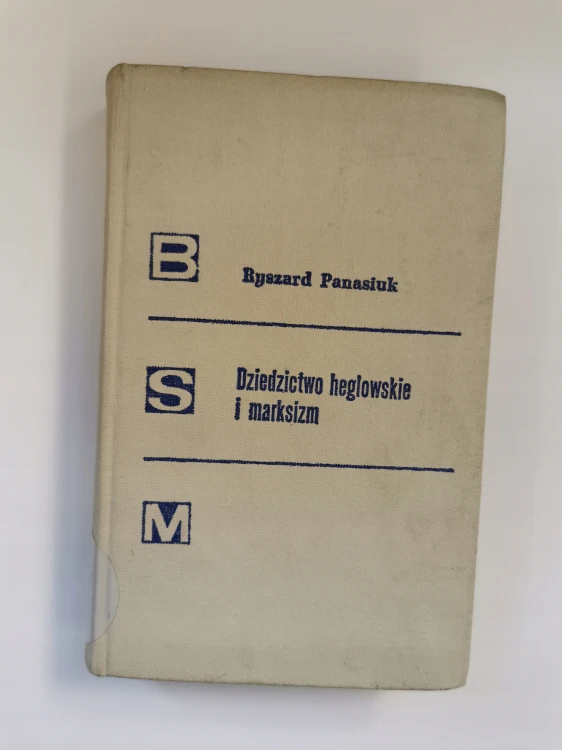 B
Ryszard Panasiuk
S
Dziedzictwo heglowskie
i marksizm
M